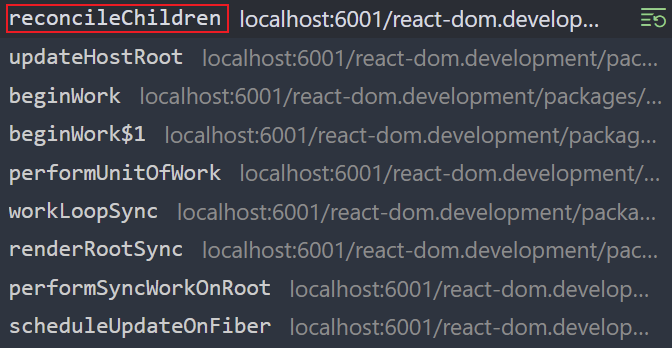 reconcileChildren localhost:6001/react-dom.develop...
updateHostRoot localhost:6001/react-dom.development/pac...
beginWork localhost:6001/react-dom.development/packages/...
beginWork$1 localhost:6001/react-dom.development/packag...
performUnitOfWork localhost:6001/react-dom.development/...
workLoopSync localhost:6001/react-dom.development/packa...
renderRootSync localhost:6001/react-dom.development/pac...
performSyncWorkOnRoot localhost:6001/react-dom.develop...
scheduleUpdateOnFiber localhost:6001/react-dom.develop...